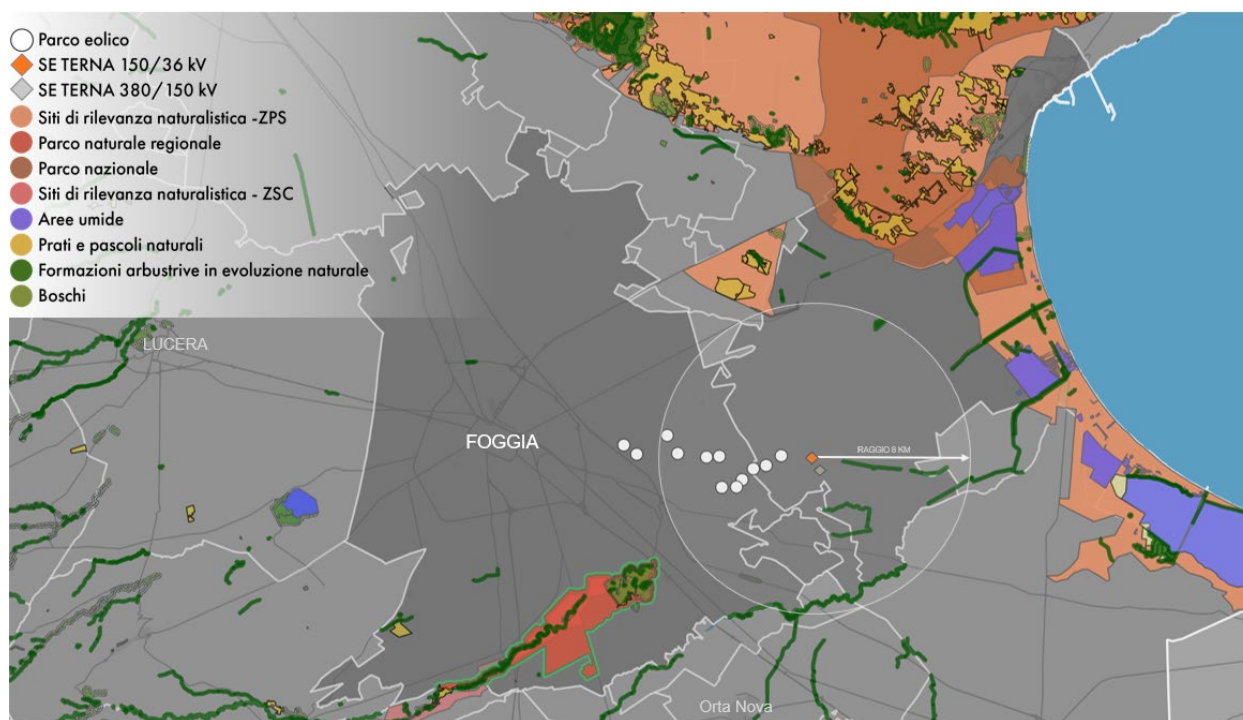 Parco eolico
SE TERNA 150/36 kV
SE TERNA 380/150 kV
Siti di rilevanza naturalistica -ZPS
Parco naturale regionale
Parco nazionale
Siti di rilevanza naturalistica - ZSC
Aree umide
Prati e pascoli naturali
Formazioni arbustrive in evoluzione naturale
Boschi
LUCERA
FOGGIA
RAGGIO 8 KM
Orta Nova